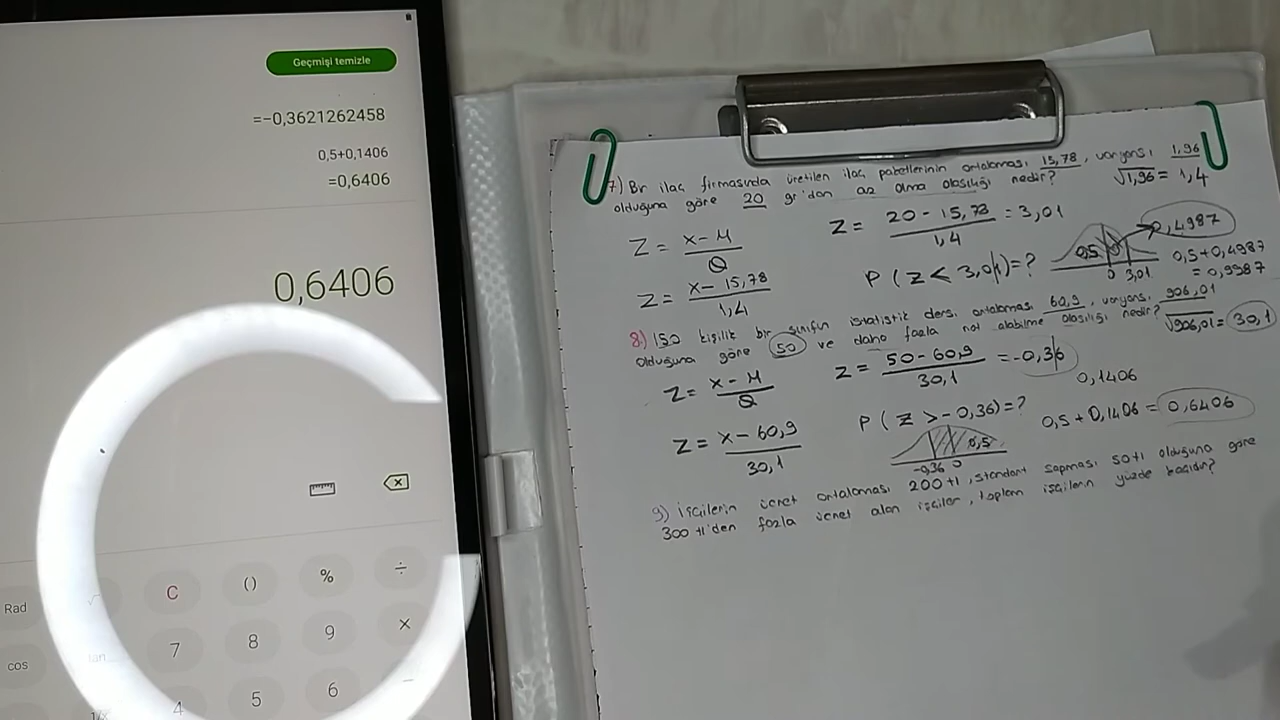 Geçmişi temizle
=−0,3621262458
0,5+0,1406
=0,6406
0,6406
Rad
√
C
()
%
÷
cos
tan
7
8
9
×
1/x
4
5
6
−
7) Bir ilaç firmasında üretilen ilaç paketlerinin ortalaması 15,78, varyansı 1,96
olduğuna göre 20 gr'dan az olma olasılığı nedir? √1,96 = 1,4
Z = x-M / Q
Z = 20 - 15,78 / 1,4 = 3,01
Z = x - 15,78 / 1,4
P ( Z < 3,01) = ?
0,5
0 3,01
0,4987
0,5 + 0,4987
= 0,9987
8.) 150 kişilik bir sınıfın istatistik dersi ortalaması 60,9, varyansı 906,01
olduğuna göre 50 ve daha fazla not alabilme olasılığı nedir? √906,01 = 30,1
Z = x - M / Q
Z = 50 - 60,9 / 30,1 = -0,36
0,1406
Z = x - 60,9 / 30,1
P ( Z > - 0,36) = ?
0,5 + 0,1406 = 0,6406
0,5
-0,36 0
9) işçilerin ücret ortalaması 200 tl, standart sapması 50 tl olduğuna göre
300 tl'den fazla ücret alan işçiler, toplam işçilerin yüzde kaçıdır?